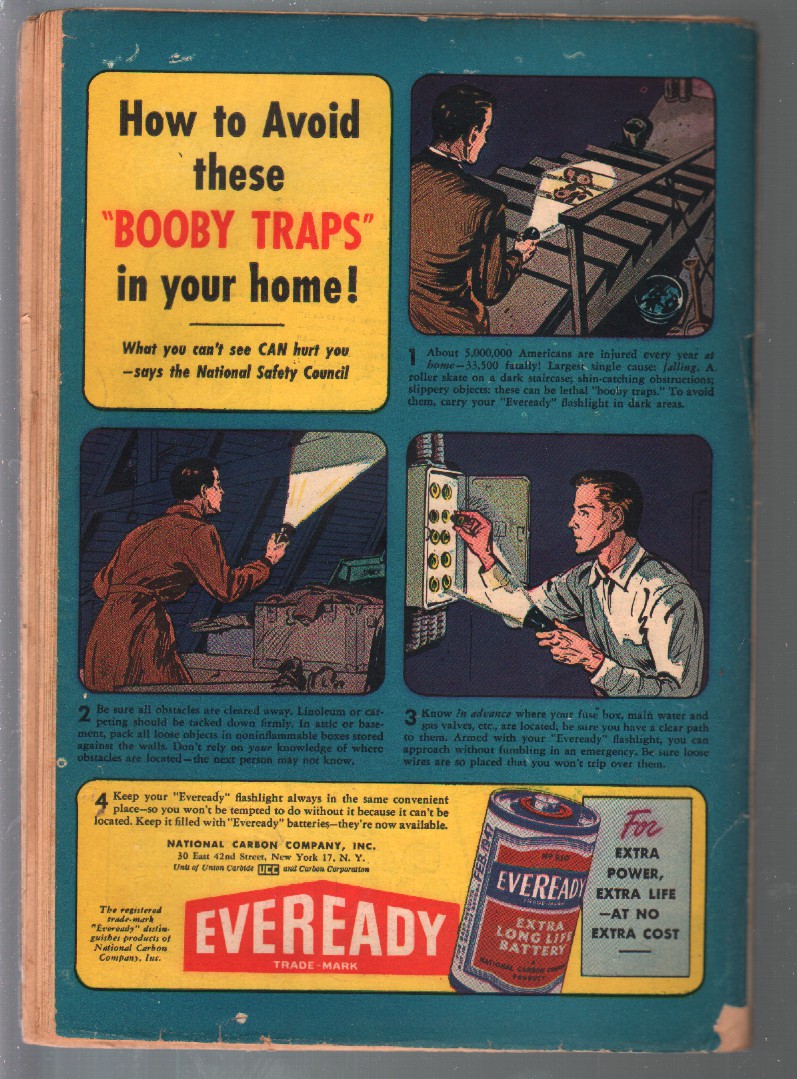 How to Avoid
these
"BOOBY TRAPS"
in your home!
What you can't see CAN hurt you
—says the National Safety Council
1 About 5,000,000 Americans are injured every year at
home—33,500 fatally! Largest single cause: falling. A
roller skate on a dark staircase; shin-catching obstructions;
slippery objects: these can be lethal "booby traps." To avoid
them, carry your "Eveready" flashlight in dark areas.
2 Be sure all obstacles are cleared away. Linoleum or car-
peting should be tacked down firmly. In attic or base-
ment, pack all loose objects in noninflammable boxes stored
against the walls. Don't rely on your knowledge of where
obstacles are located—the next person may not know.
3 Know in advance where your fuse box, main water and
gas valves, etc., are located; be sure you have a clear path
to them. Armed with your "Eveready" flashlight, you can
approach without fumbling in an emergency. Be sure loose
wires are so placed that you won't trip over them.
4 Keep your "Eveready" flashlight always in the same convenient
place—so you won't be tempted to do without it because it can't be
located. Keep it filled with "Eveready" batteries—they're now available.
NATIONAL CARBON COMPANY, INC.
30 East 42nd Street, New York 17, N. Y.
Unit of Union Carbide UCC and Carbon Corporation
The registered
trade-mark
"Eveready" distin-
guishes products of
National Carbon
Company, Inc.
EVEREADY
TRADE-MARK
FEB. 1947
No 950
EVEREADY
TRADE-MARK
EXTRA
LONG LIFE
BATTERY
NATIONAL CARBON
PRODUCT
For
EXTRA
POWER,
EXTRA LIFE
—AT NO
EXTRA COST